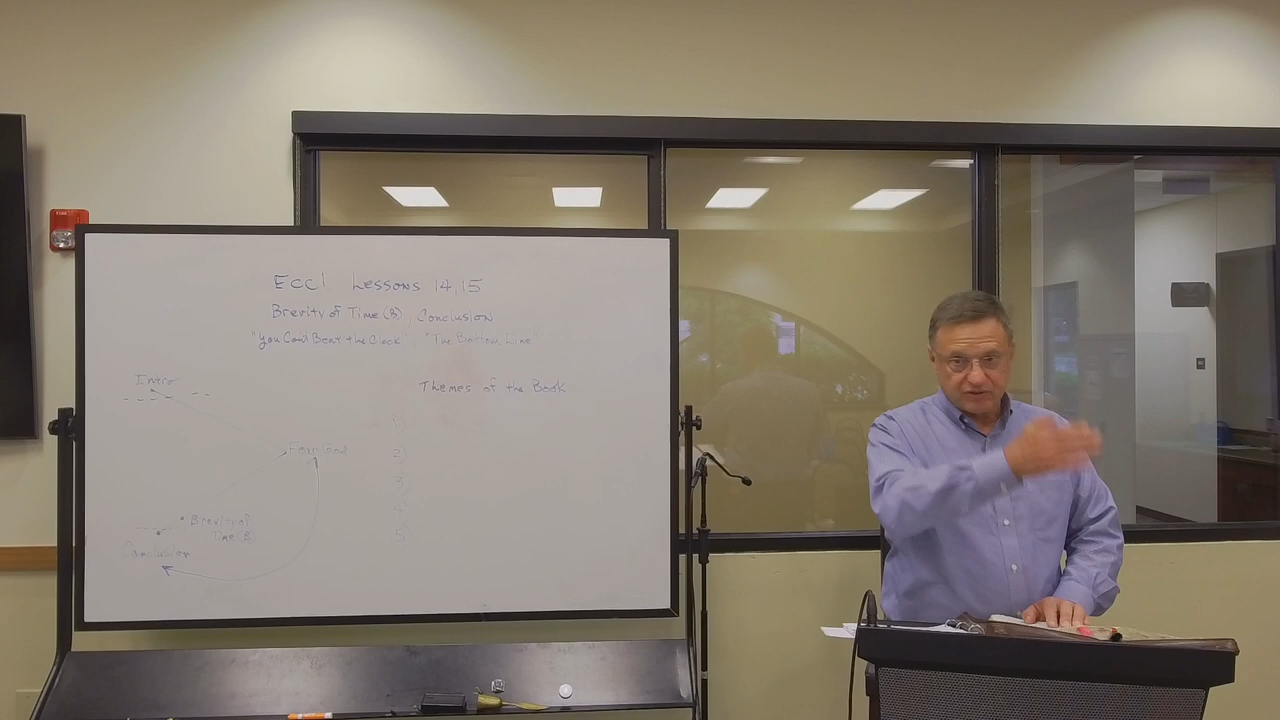 Eccl Lessons 14,15
Brevity of Time (B), Conclusion
"You Can't Beat the Clock", "The Bottom Line"
Intro
Themes of the Book
1)
Fear God
2)
3
4
Brevity of
Time (B)
5
Conclusion
FIRE